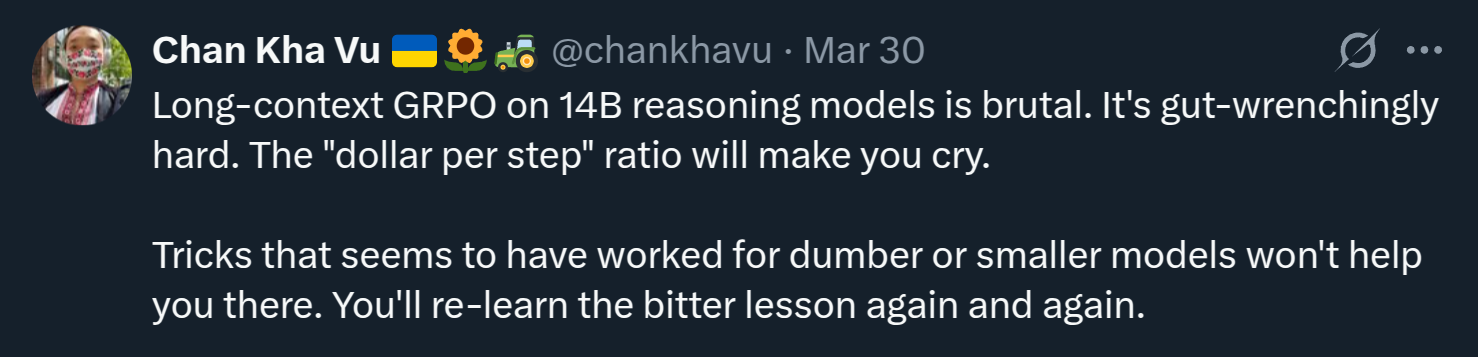 Chan Kha Vu 🇺🇦🌻🚜 @chankhavu · Mar 30
Long-context GRPO on 14B reasoning models is brutal. It's gut-wrenchingly
hard. The "dollar per step" ratio will make you cry.
Tricks that seems to have worked for dumber or smaller models won't help
you there. You'll re-learn the bitter lesson again and again.